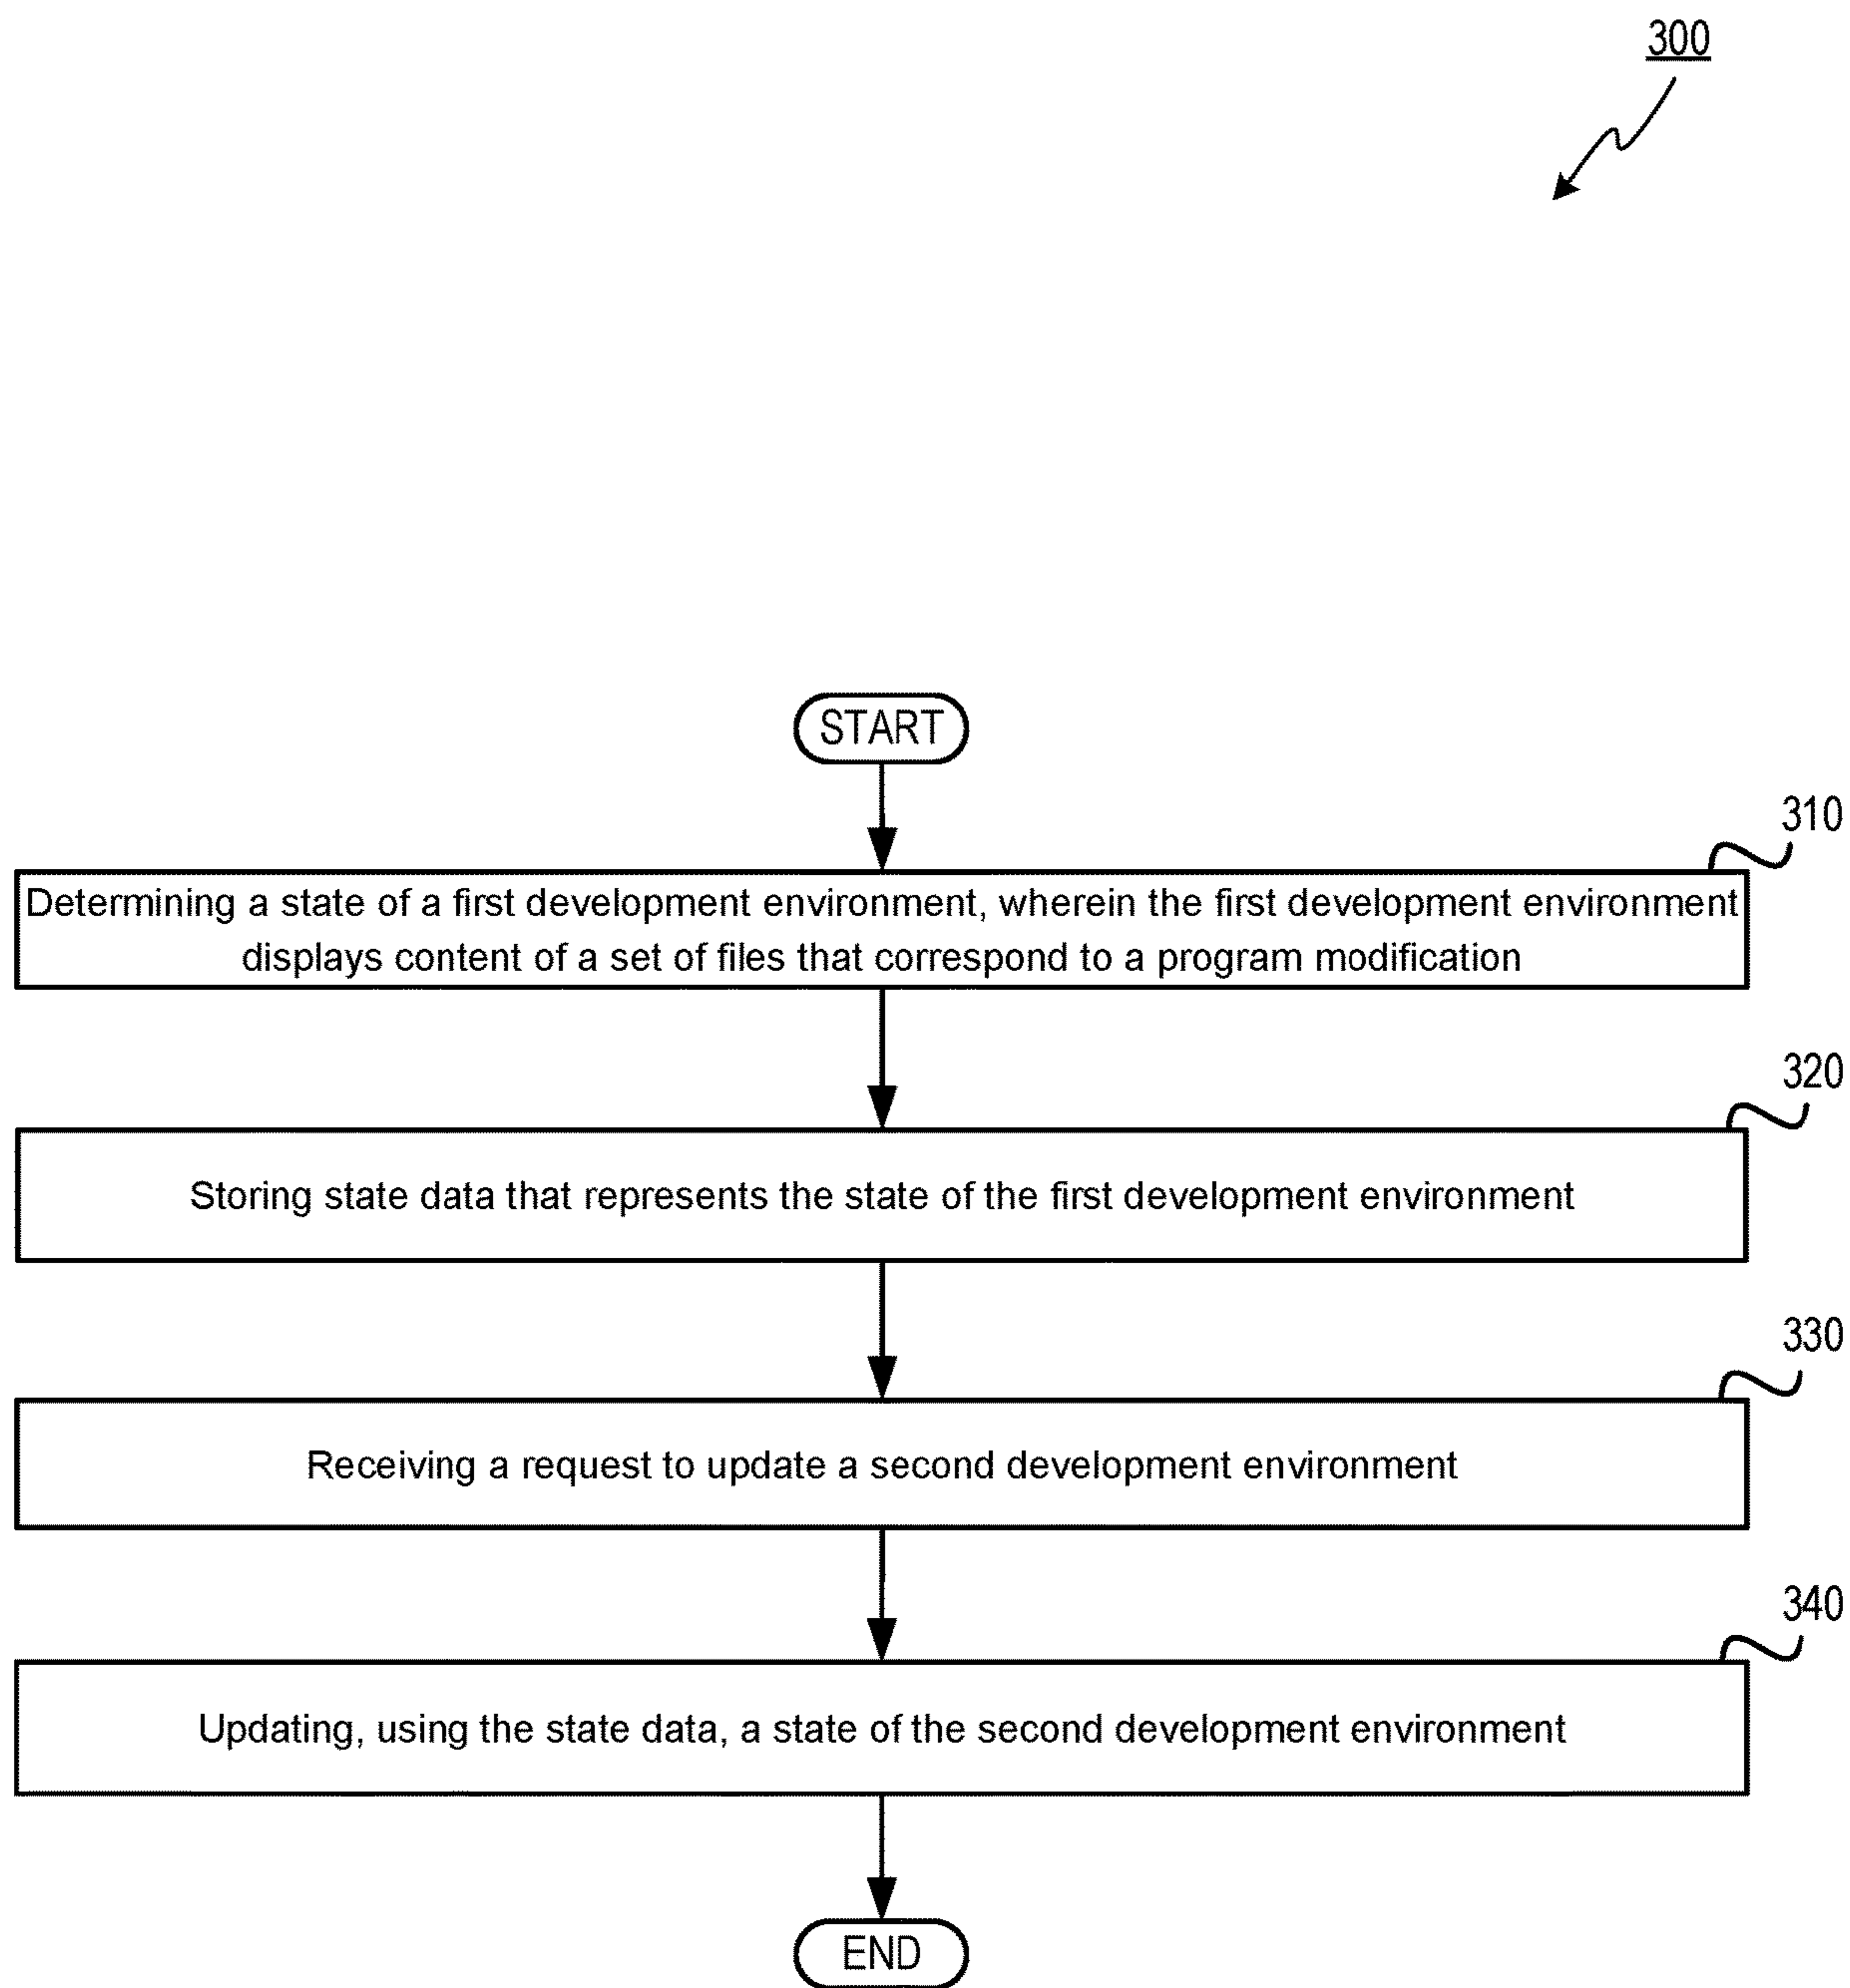 300
START
310
Determining a state of a first development environment, wherein the first development environment
displays content of a set of files that correspond to a program modification
320
Storing state data that represents the state of the first development environment
330
Receiving a request to update a second development environment
340
Updating, using the state data, a state of the second development environment
END